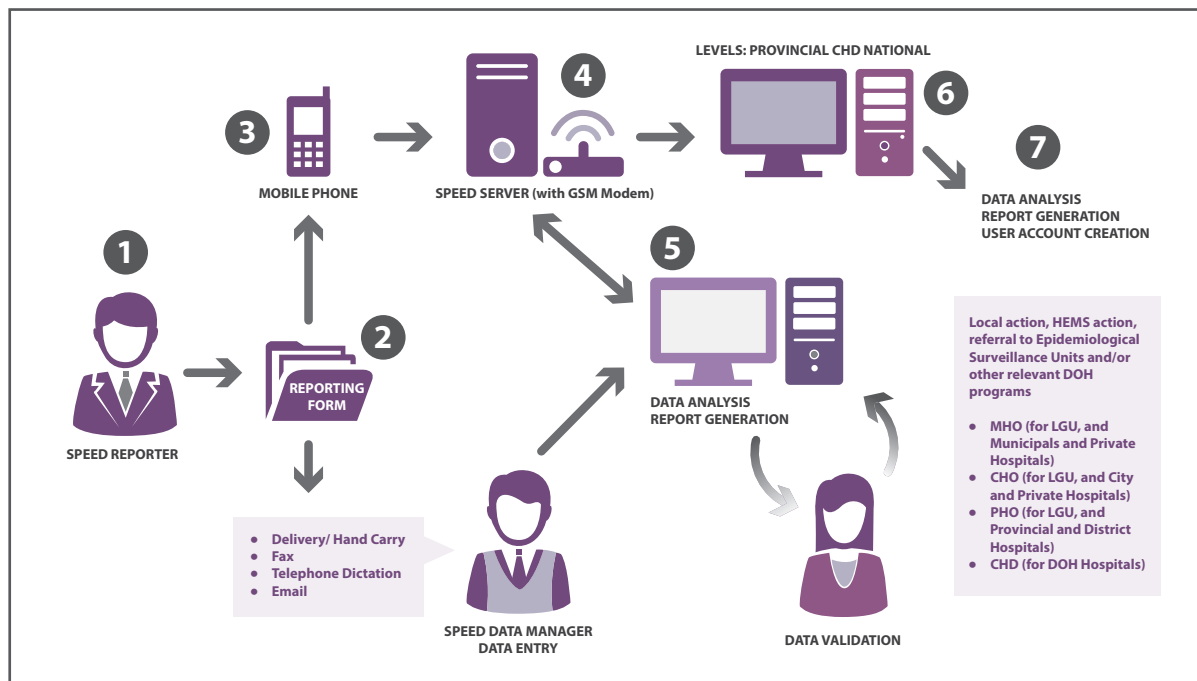 LEVELS: PROVINCIAL CHD NATIONAL
4
6
3
7
MOBILE PHONE
SPEED SERVER (with GSM Modem)
DATA ANALYSIS
REPORT GENERATION
USER ACCOUNT CREATION
1
5
2
REPORTING
FORM
SPEED REPORTER
DATA ANALYSIS
REPORT GENERATION
Local action, HEMS action,
referral to Epidemiological
Surveillance Units and/or
other relevant DOH
programs
● MHO (for LGU, and
Municipals and Private
Hospitals)
● CHO (for LGU, and City
and Private Hospitals)
● PHO (for LGU, and
Provincial and District
Hospitals)
● CHD (for DOH Hospitals)
● Delivery/ Hand Carry
● Fax
● Telephone Dictation
● Email
SPEED DATA MANAGER
DATA ENTRY
DATA VALIDATION